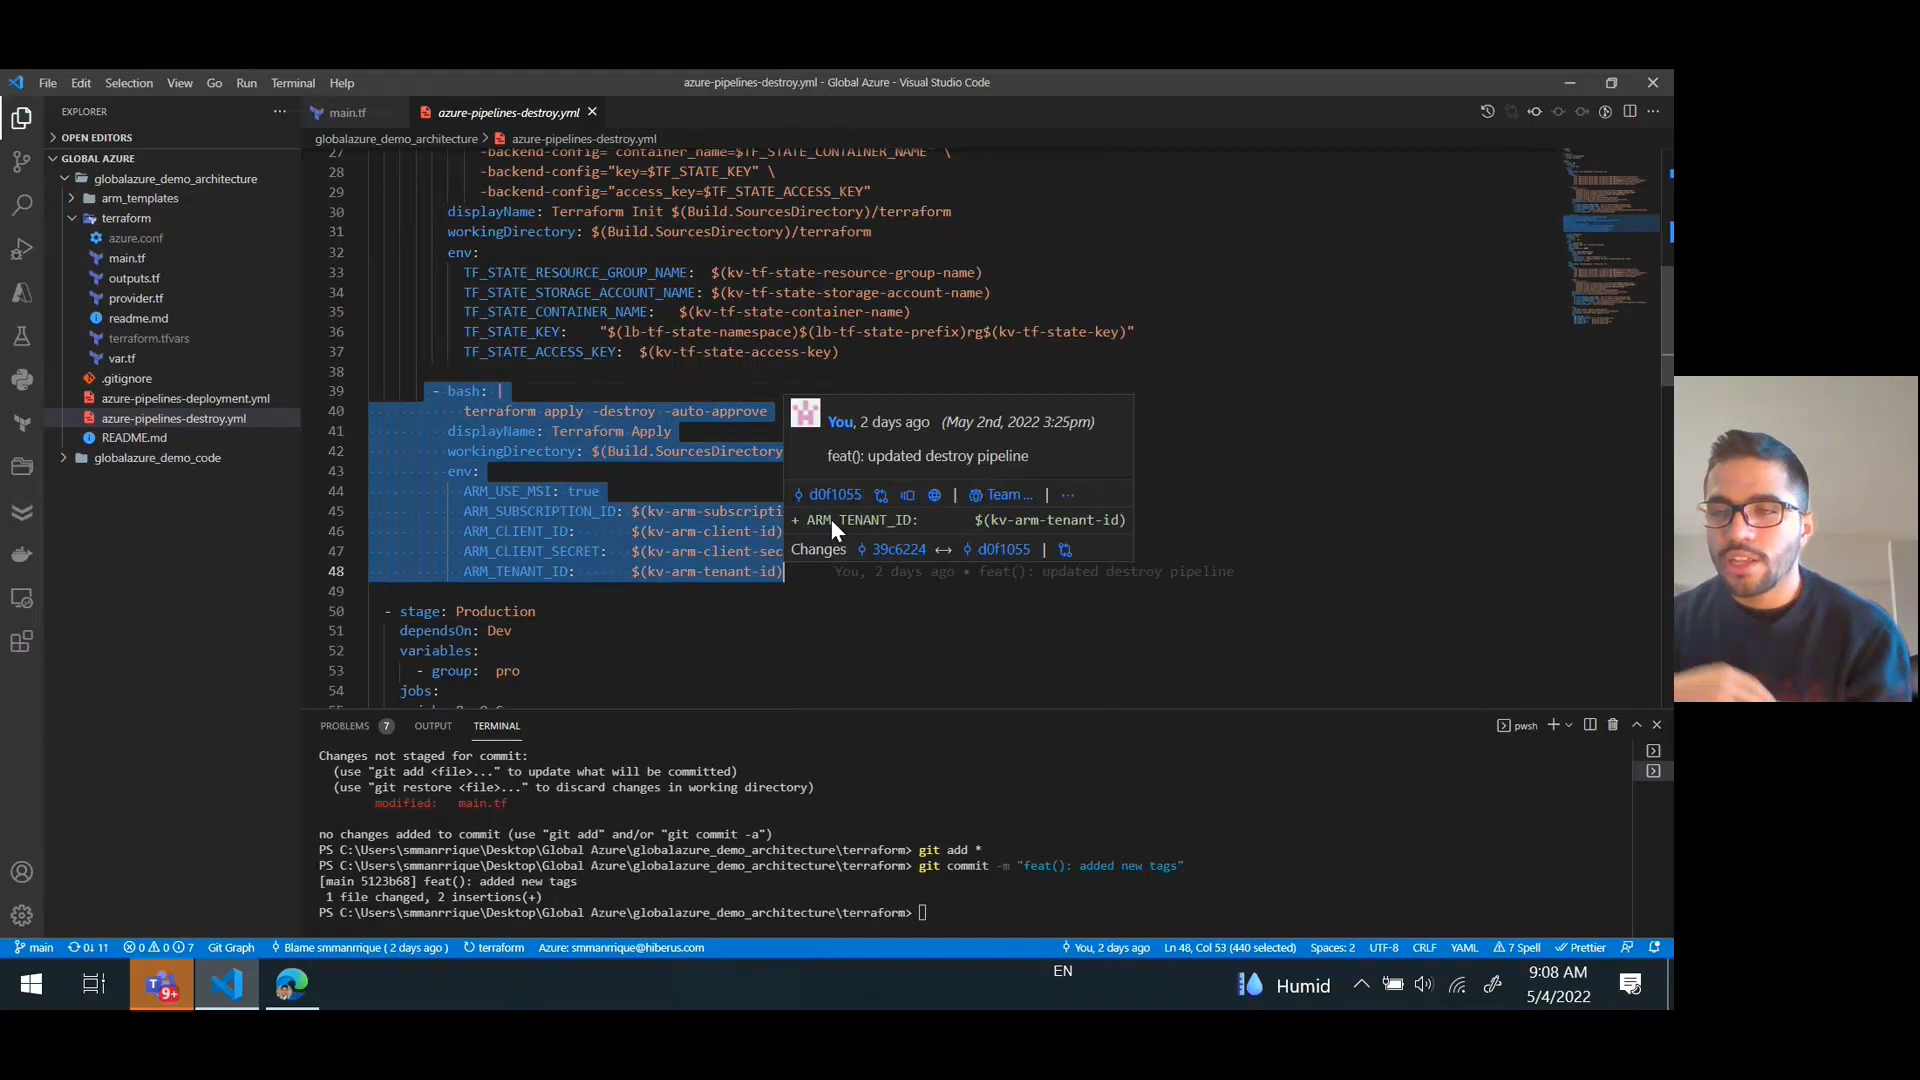 File Edit Selection View Go Run Terminal Help
azure-pipelines-destroy.yml - Global Azure - Visual Studio Code
EXPLORER
OPEN EDITORS
GLOBAL AZURE
globalazure_demo_architecture
arm_templates
terraform
azure.conf
main.tf
outputs.tf
provider.tf
readme.md
terraform.tfvars
var.tf
.gitignore
azure-pipelines-deployment.yml
azure-pipelines-destroy.yml
README.md
globalazure_demo_code
main.tf
azure-pipelines-destroy.yml
globalazure_demo_architecture > azure-pipelines-destroy.yml
27 -backend-config="container_name=$TF_STATE_CONTAINER_NAME" \
28 -backend-config="key=$TF_STATE_KEY" \
29 -backend-config="access_key=$TF_STATE_ACCESS_KEY"
30 displayName: Terraform Init $(Build.SourcesDirectory)/terraform
31 workingDirectory: $(Build.SourcesDirectory)/terraform
32 env:
33 TF_STATE_RESOURCE_GROUP_NAME: $(kv-tf-state-resource-group-name)
34 TF_STATE_STORAGE_ACCOUNT_NAME: $(kv-tf-state-storage-account-name)
35 TF_STATE_CONTAINER_NAME: $(kv-tf-state-container-name)
36 TF_STATE_KEY: "$(lb-tf-state-namespace)$(lb-tf-state-prefix)rg$(kv-tf-state-key)"
37 TF_STATE_ACCESS_KEY: $(kv-tf-state-access-key)
38
39 - bash: |
40 terraform apply -destroy -auto-approve
41 displayName: Terraform Apply
42 workingDirectory: $(Build.SourcesDirectory
43 env:
44 ARM_USE_MSI: true
45 ARM_SUBSCRIPTION_ID: $(kv-arm-subscripti
46 ARM_CLIENT_ID: $(kv-arm-client-id)
47 ARM_CLIENT_SECRET: $(kv-arm-client-sec
48 ARM_TENANT_ID: $(kv-arm-tenant-id) You, 2 days ago • feat(): updated destroy pipeline
49
50 - stage: Production
51 dependsOn: Dev
52 variables:
53 - group: pro
54 jobs:
You, 2 days ago (May 2nd, 2022 3:25pm)
feat(): updated destroy pipeline
d0f1055 | Team... | ...
+ ARM_TENANT_ID: $(kv-arm-tenant-id)
Changes 39c6224 ↔ d0f1055 |
PROBLEMS 7 OUTPUT TERMINAL
pwsh
Changes not staged for commit:
(use "git add <file>..." to update what will be committed)
(use "git restore <file>..." to discard changes in working directory)
modified: main.tf
no changes added to commit (use "git add" and/or "git commit -a")
PS C:\Users\smmanrrique\Desktop\Global Azure\globalazure_demo_architecture\terraform> git add *
PS C:\Users\smmanrrique\Desktop\Global Azure\globalazure_demo_architecture\terraform> git commit -m "feat(): added new tags"
[main 5123b68] feat(): added new tags
1 file changed, 2 insertions(+)
PS C:\Users\smmanrrique\Desktop\Global Azure\globalazure_demo_architecture\terraform>
main 0↓ 1↑ 0 0 7 Git Graph Blame smmanrrique ( 2 days ago ) terraform Azure: smmanrrique@hiberus.com You, 2 days ago Ln 48, Col 53 (440 selected) Spaces: 2 UTF-8 CRLF YAML 7 Spell Prettier
9+
EN
Humid
9:08 AM
5/4/2022